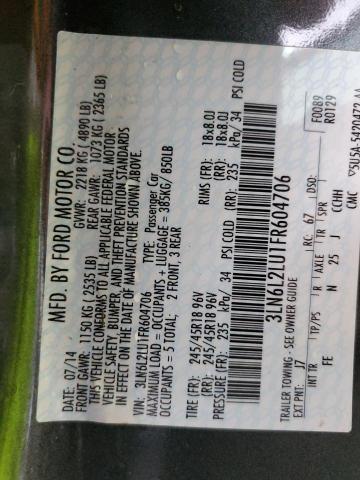 MFD. BY FORD MOTOR CO.
DATE: 07/14 GVWR: 2218 KG ( 4890 LB)
FRONT GAWR: 1150 KG ( 2535 LB) REAR GAWR: 1073 KG ( 2365 LB)
THIS VEHICLE CONFORMS TO ALL APPLICABLE FEDERAL MOTOR
VEHICLE SAFETY, BUMPER, AND THEFT PREVENTION STANDARDS
IN EFFECT ON THE DATE OF MANUFACTURE SHOWN ABOVE.
VIN: 3LN6L2LU1FR604706 TYPE: Passenger Car
MAXIMUM LOAD = OCCUPANTS + LUGGAGE = 385KG/ 850LB
OCCUPANTS = 5 TOTAL: 2 FRONT, 3 REAR
TIRE (FR): 245/45R18 96V RIMS (FR): 18x8.0J
(RR): 245/45R18 96V (RR): 18x8.0J
PRESSURE (FR): 235 kPa/ 34 PSI COLD (RR): 235 kPa/ 34 PSI COLD
3LN6L2LU1FR604706
F0089
R0129
TRAILER TOWING - SEE OWNER GUIDE
EXT PNT: J7 RC: 67 DSO:
INT TR TP/PS R AXLE TR SPR
FE N 25 J CCHH
CNC